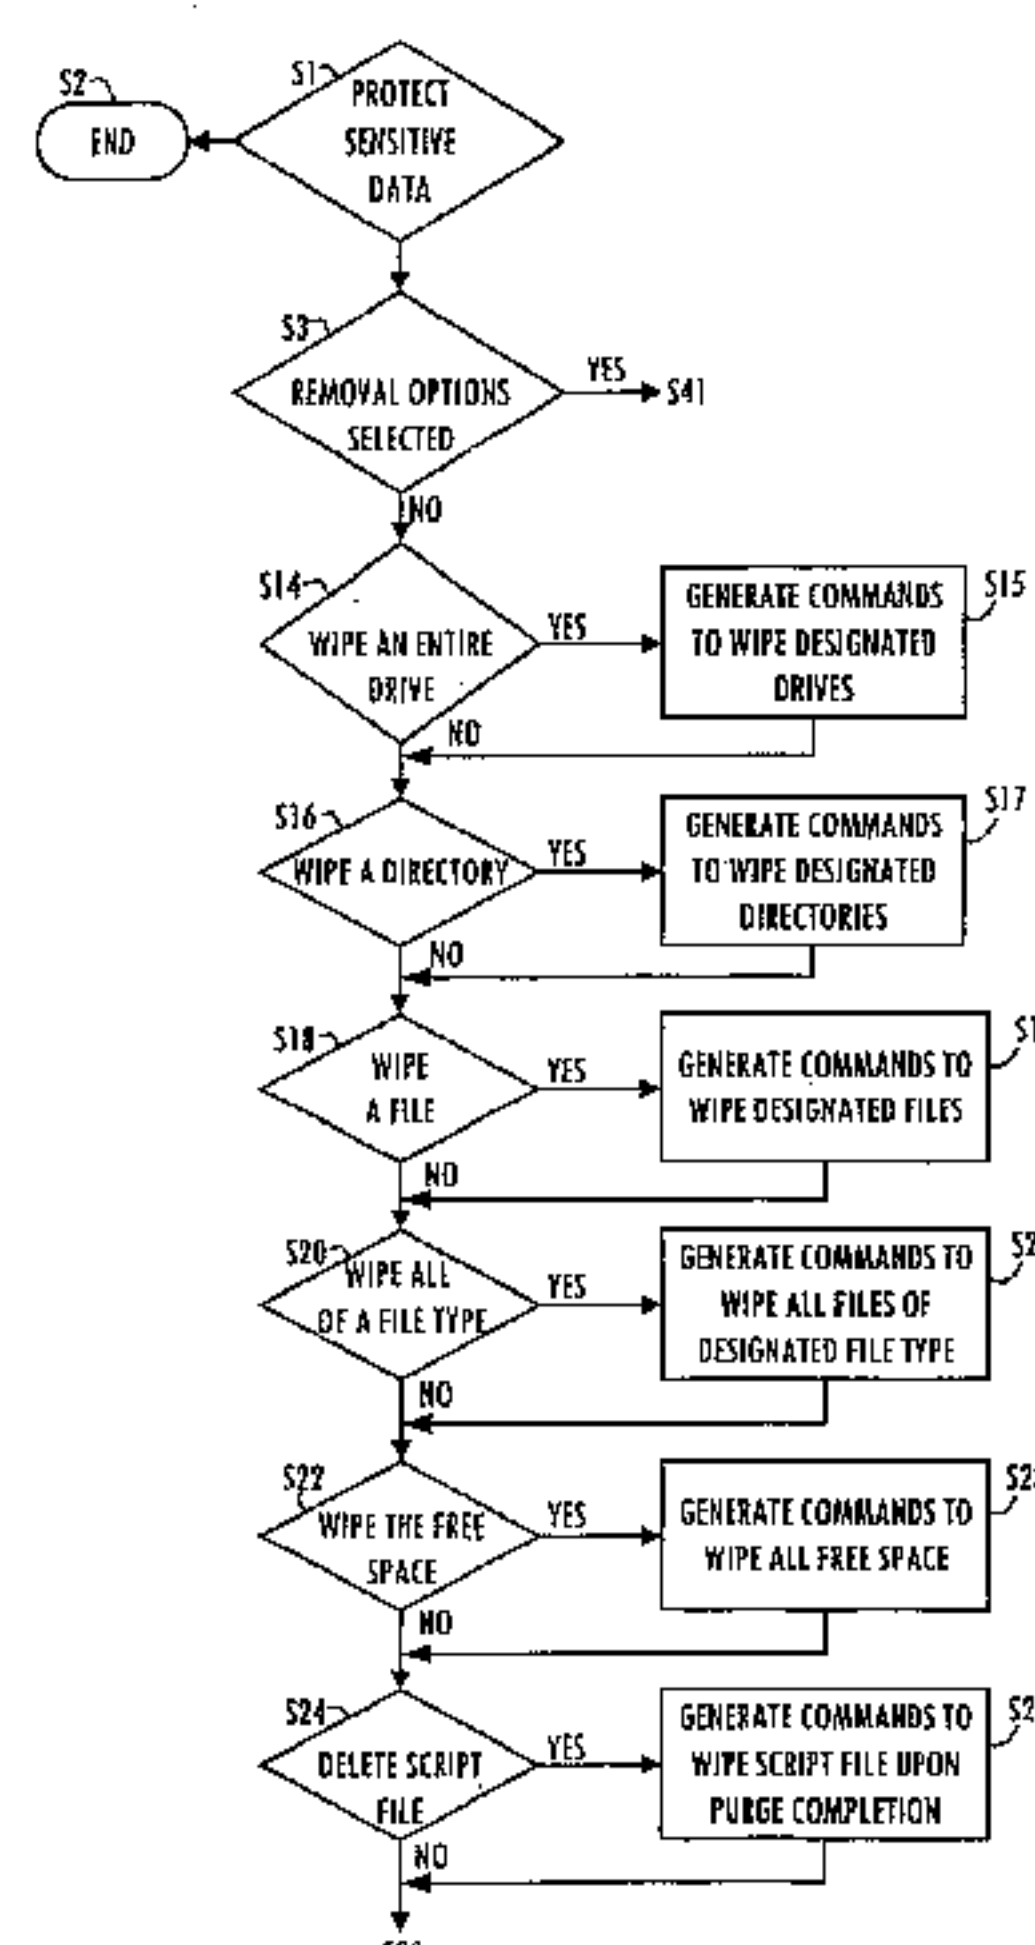 S2
END
S1
PROTECT
SENSITIVE
DATA
S3
REMOVAL OPTIONS
SELECTED
YES
S41
NO
S14
WIPE AN ENTIRE
DRIVE
YES
GENERATE COMMANDS
TO WIPE DESIGNATED
DRIVES
S15
NO
S16
WIPE A DIRECTORY
YES
GENERATE COMMANDS
TO WIPE DESIGNATED
DIRECTORIES
S17
NO
S18
WIPE
A FILE
YES
GENERATE COMMANDS TO
WIPE DESIGNATED FILES
S1
NO
S20
WIPE ALL
OF A FILE TYPE
YES
GENERATE COMMANDS TO
WIPE ALL FILES OF
DESIGNATED FILE TYPE
S2
NO
S22
WIPE THE FREE
SPACE
YES
GENERATE COMMANDS TO
WIPE ALL FREE SPACE
S23
NO
S24
DELETE SCRIPT
FILE
YES
GENERATE COMMANDS TO
WIPE SCRIPT FILE UPON
PURGE COMPLETION
S2
NO